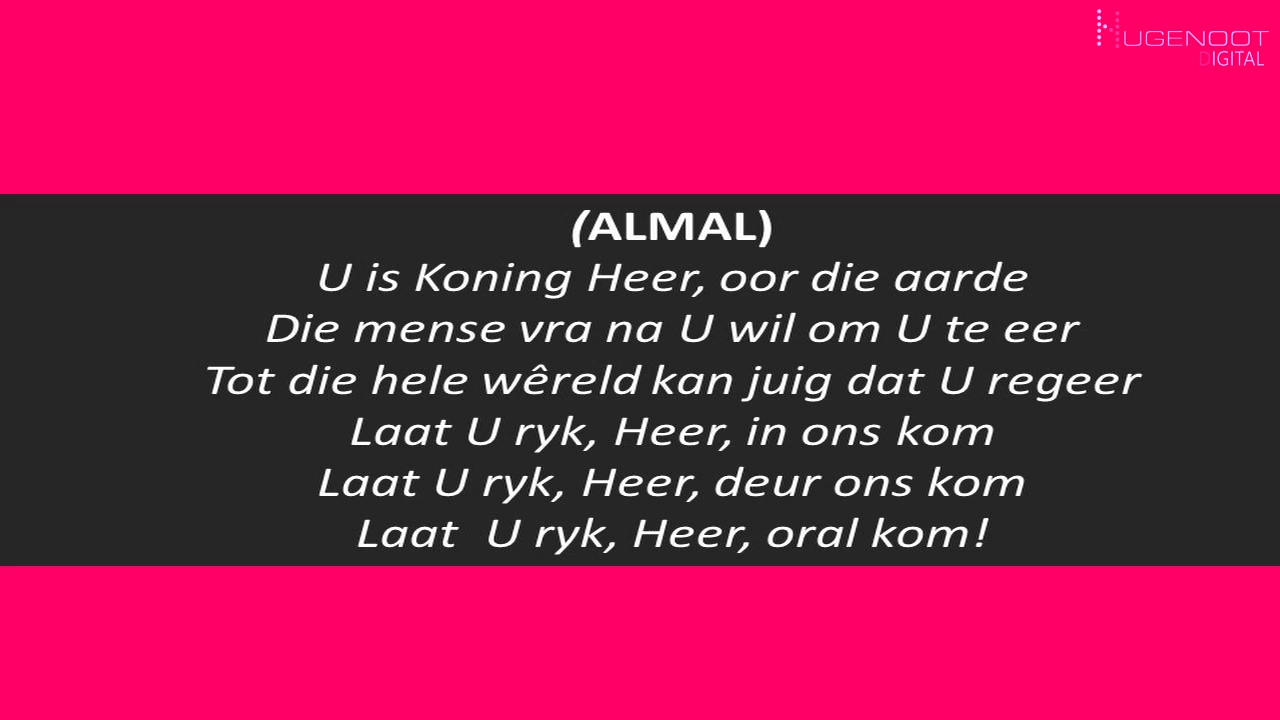 HUGENOOT
DIGITAL
(ALMAL)
U is Koning Heer, oor die aarde
Die mense vra na U wil om U te eer
Tot die hele wêreld kan juig dat U regeer
Laat U ryk, Heer, in ons kom
Laat U ryk, Heer, deur ons kom
Laat  U ryk, Heer, oral kom!